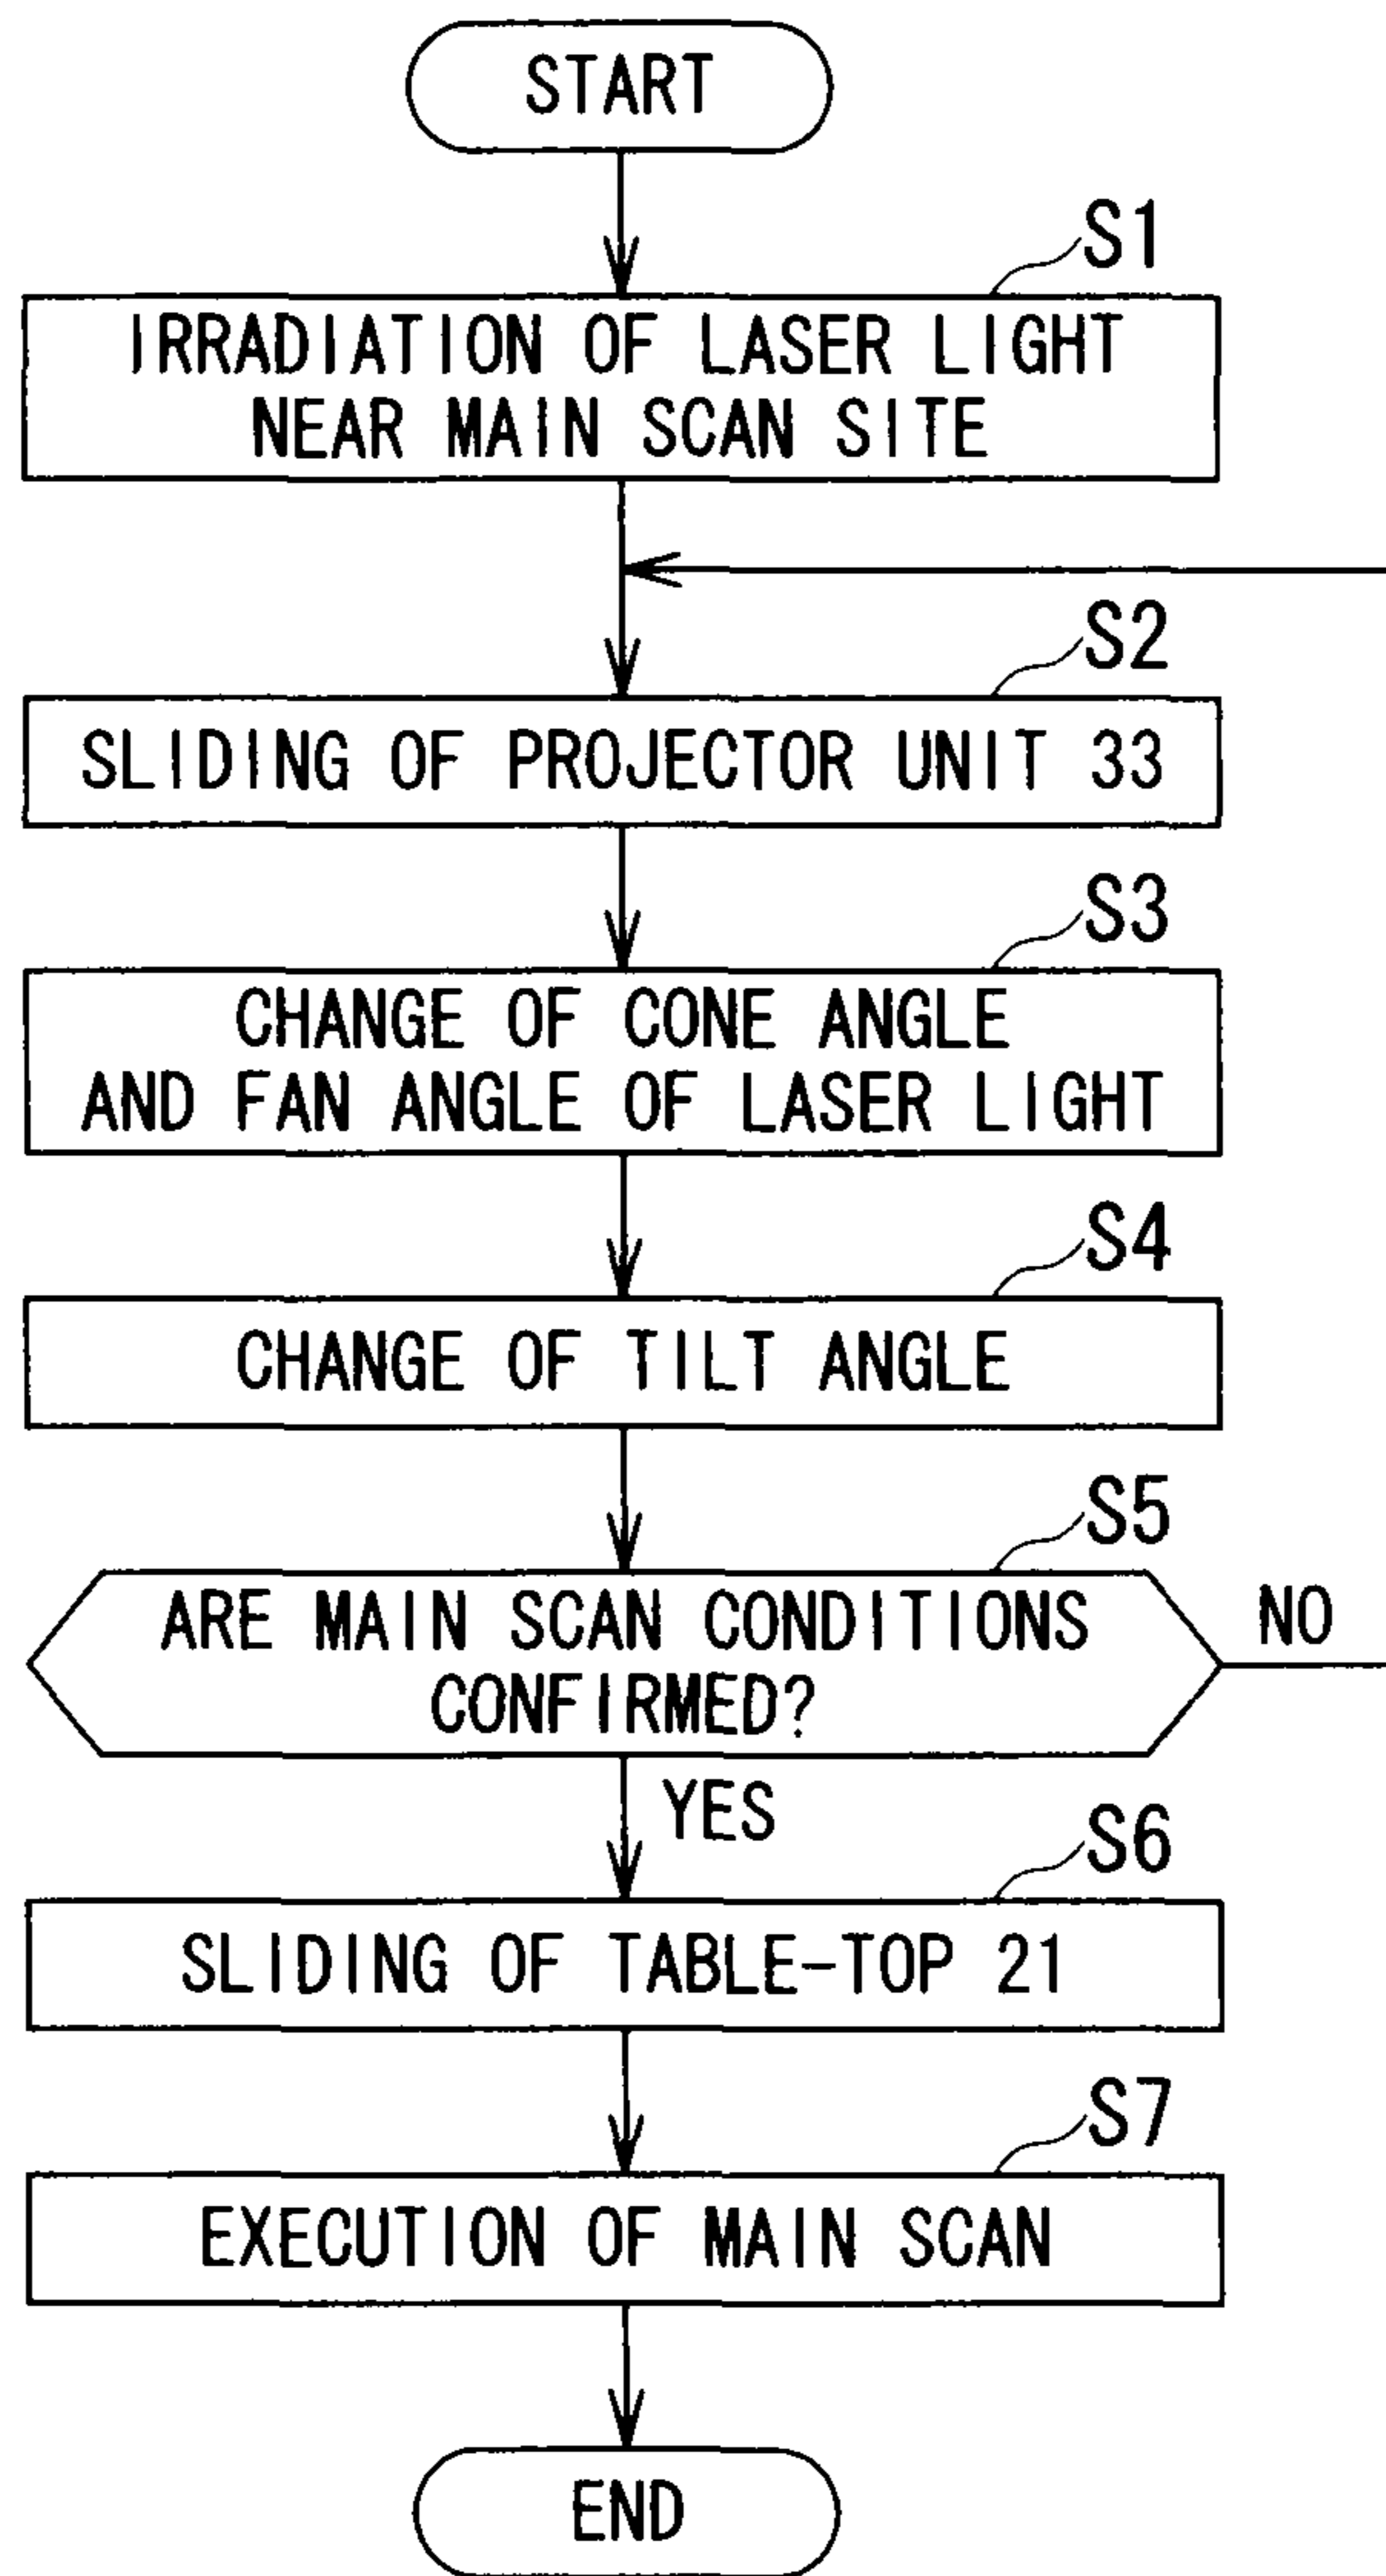 START
S1
IRRADIATION OF LASER LIGHT
NEAR MAIN SCAN SITE
S2
SLIDING OF PROJECTOR UNIT 33
S3
CHANGE OF CONE ANGLE
AND FAN ANGLE OF LASER LIGHT
S4
CHANGE OF TILT ANGLE
S5
ARE MAIN SCAN CONDITIONS
CONFIRMED?
NO
YES
S6
SLIDING OF TABLE-TOP 21
S7
EXECUTION OF MAIN SCAN
END